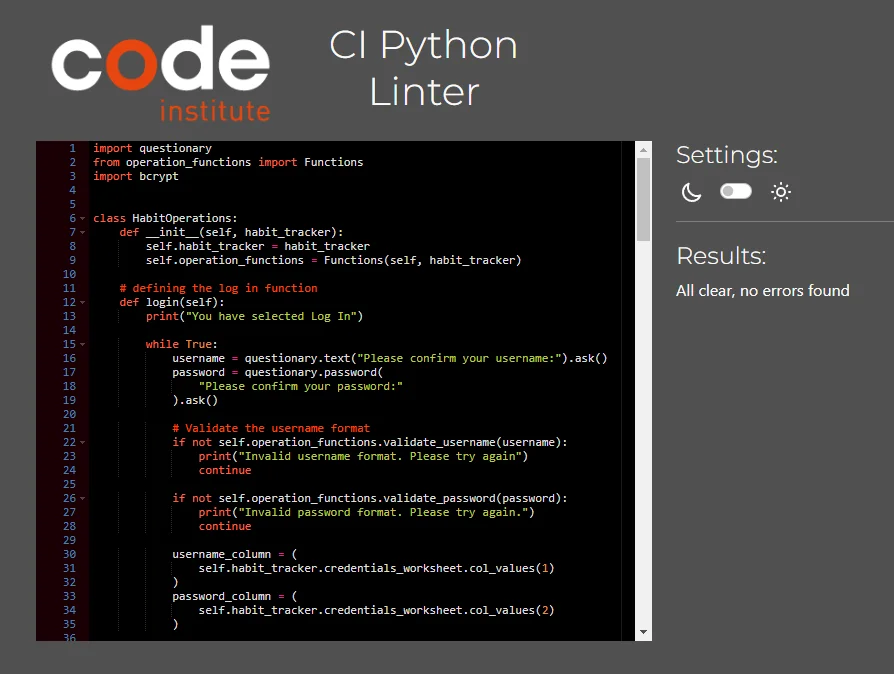 code
institute
CI Python
Linter
1 import questionary
2 from operation_functions import Functions
3 import bcrypt
4
5
6 class HabitOperations:
7     def __init__(self, habit_tracker):
8         self.habit_tracker = habit_tracker
9         self.operation_functions = Functions(self, habit_tracker)
10
11     # defining the log in function
12     def login(self):
13         print("You have selected Log In")
14
15         while True:
16             username = questionary.text("Please confirm your username:").ask()
17             password = questionary.password(
18                 "Please confirm your password:"
19             ).ask()
20
21             # Validate the username format
22             if not self.operation_functions.validate_username(username):
23                 print("Invalid username format. Please try again")
24                 continue
25
26             if not self.operation_functions.validate_password(password):
27                 print("Invalid password format. Please try again.")
28                 continue
29
30             username_column = (
31                 self.habit_tracker.credentials_worksheet.col_values(1)
32             )
33             password_column = (
34                 self.habit_tracker.credentials_worksheet.col_values(2)
35             )
36
Settings:
Results:
All clear, no errors found